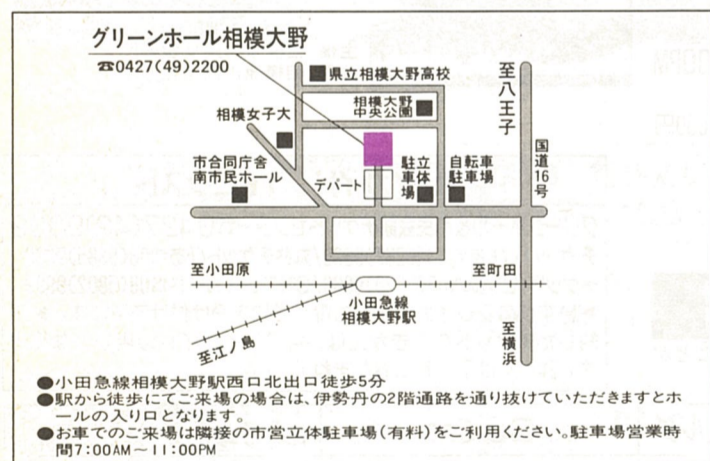 グリーンホール相模大野
☎0427(49)2200
県立相模大野高校
相模大野
中央公園
相模女子大
至八王子
国道16号
市合同庁舎
南市民ホール
デパート
立体
駐車場
自転車
駐車場
至小田原
至町田
小田急線
相模大野駅
至江ノ島
至横浜
●小田急線相模大野駅西口北出口徒歩5分
●駅から徒歩にてご来場の場合は、伊勢丹の2階通路を通り抜けていただきますとホ
ールの入り口となります。
●お車でのご来場は隣接の市営立体駐車場(有料)をご利用ください。駐車場営業時
間7:00AM～11:00PM